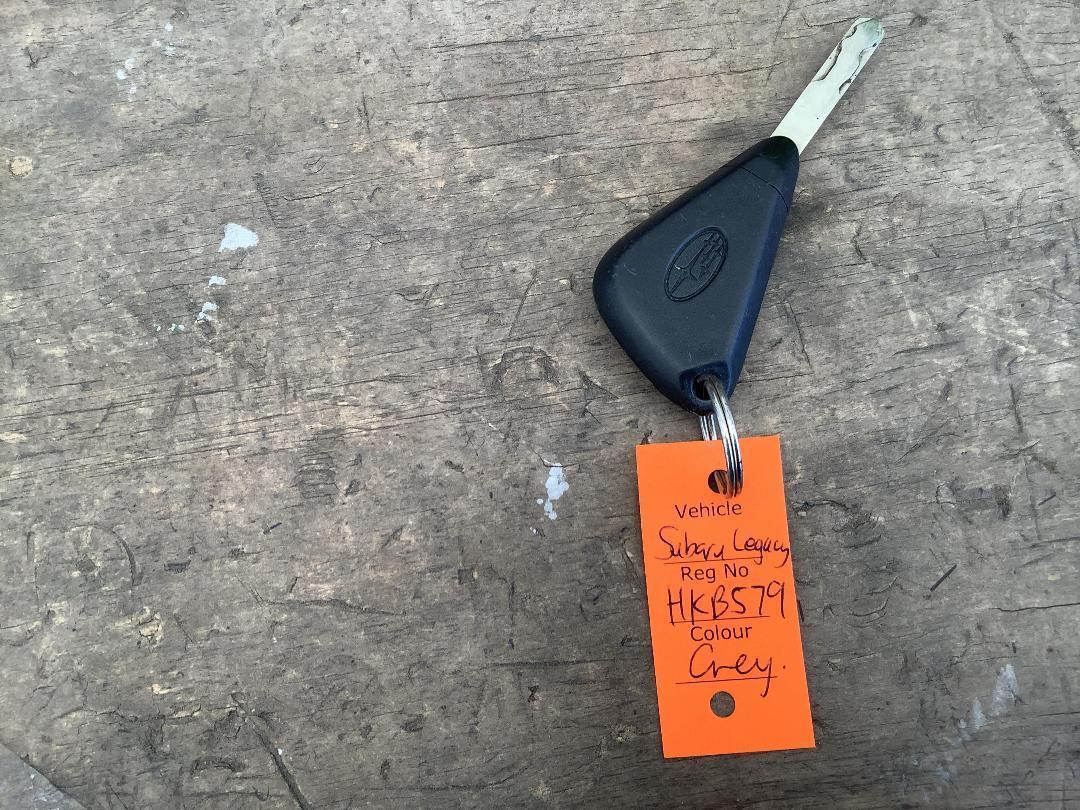 Vehicle
Subaru Legacy
Reg No
HKB579
Colour
Grey.